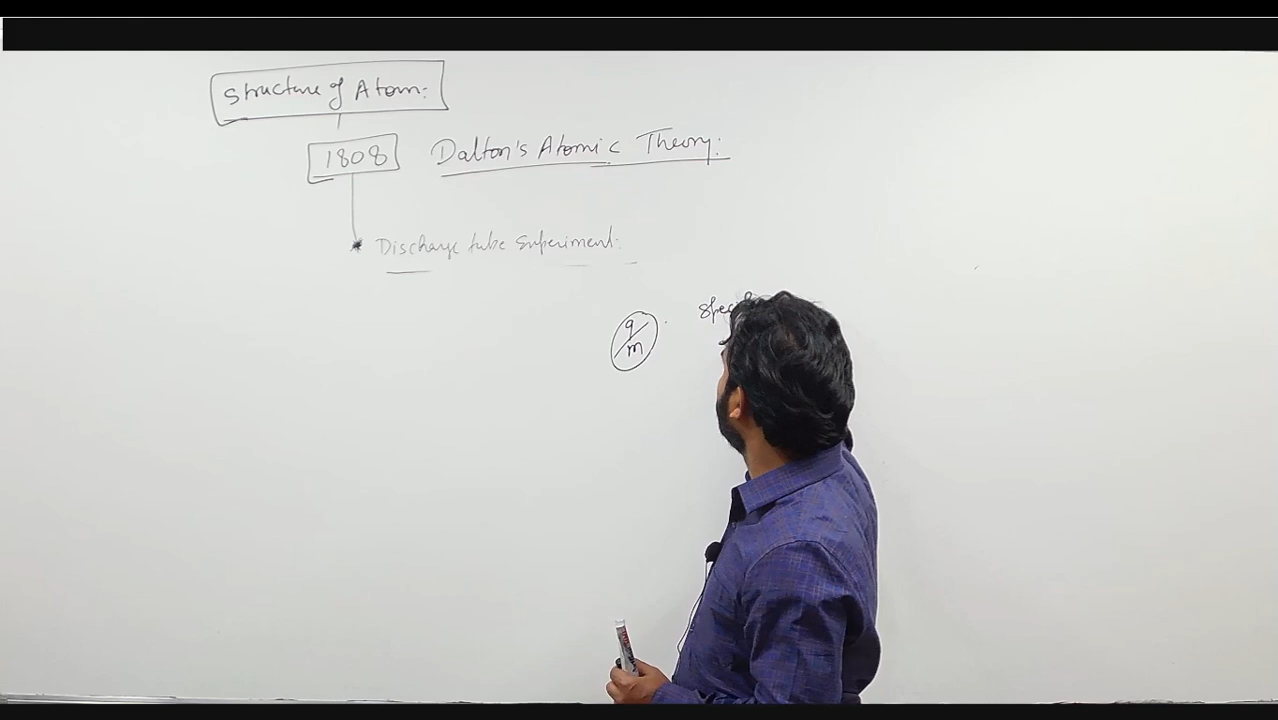 Structure of Atom:
1808 Dalton's Atomic Theory:
* Discharge tube Experiment:
q/m